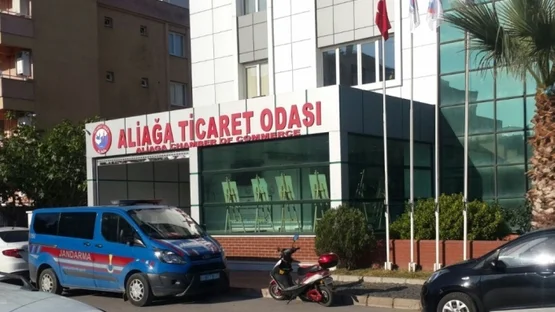 ALİAĞA TİCARET ODASI
ALİAĞA CHAMBER OF COMMERCE
JANDARMA